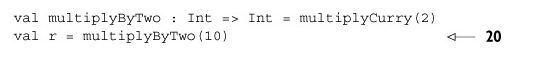 val multiplyByTwo : Int => Int = multiplyCurry(2)
val r = multiplyByTwo(10) 20